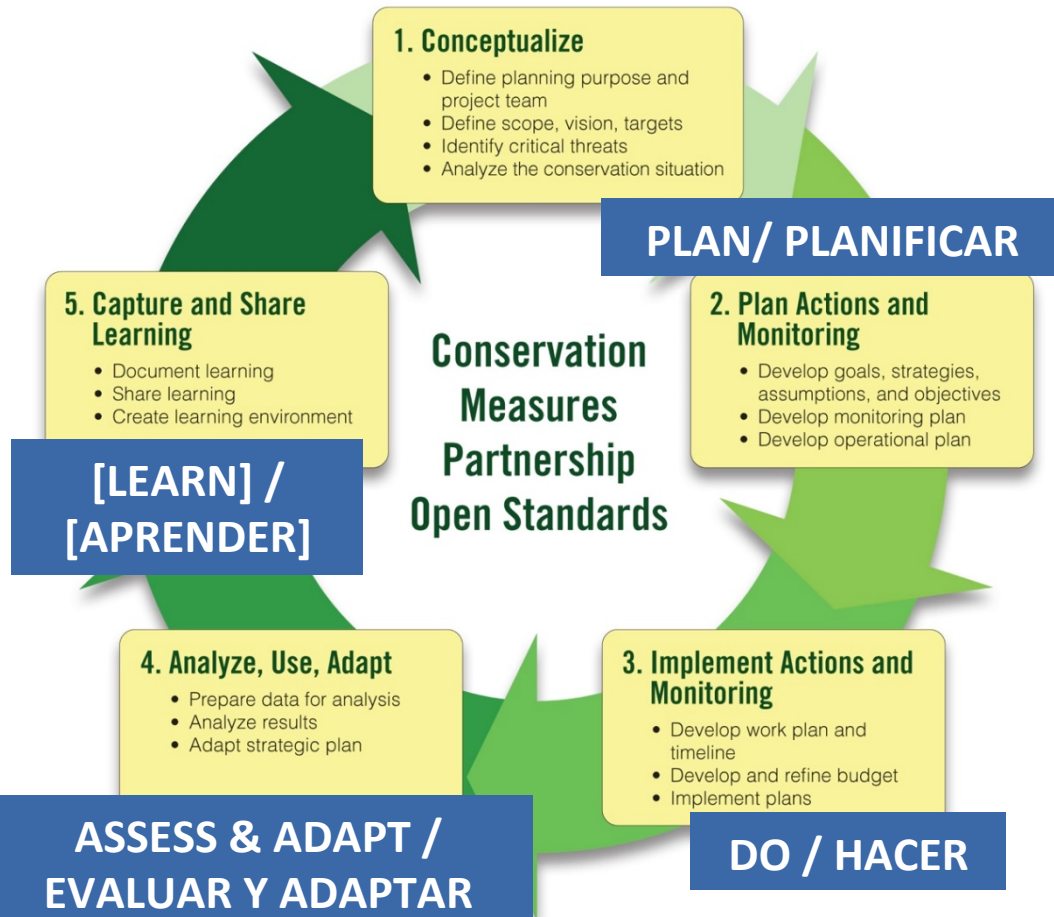 1. Conceptualize
• Define planning purpose and
project team
• Define scope, vision, targets
• Identify critical threats
• Analyze the conservation situation
PLAN/ PLANIFICAR
2. Plan Actions and
Monitoring
• Develop goals, strategies,
assumptions, and objectives
• Develop monitoring plan
• Develop operational plan
5. Capture and Share
Learning
• Document learning
• Share learning
• Create learning environment
[LEARN] /
[APRENDER]
Conservation
Measures
Partnership
Open Standards
4. Analyze, Use, Adapt
• Prepare data for analysis
• Analyze results
• Adapt strategic plan
ASSESS & ADAPT /
EVALUAR Y ADAPTAR
3. Implement Actions and
Monitoring
• Develop work plan and
timeline
• Develop and refine budget
• Implement plans
DO / HACER